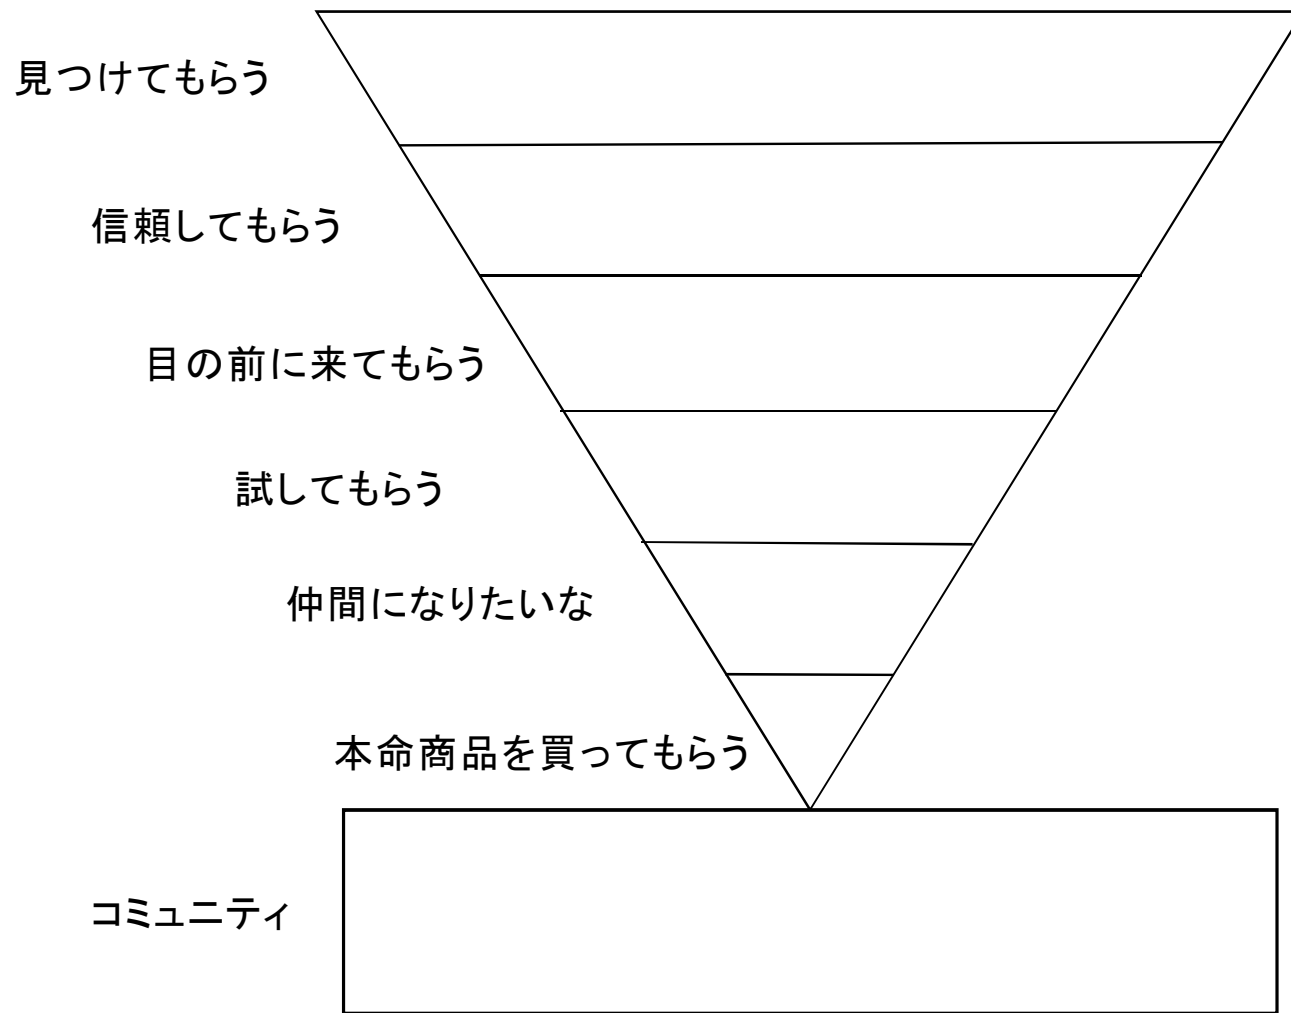 見つけてもらう
信頼してもらう
目の前に来てもらう
試してもらう
仲間になりたいな
本命商品を買ってもらう
コミュニティ